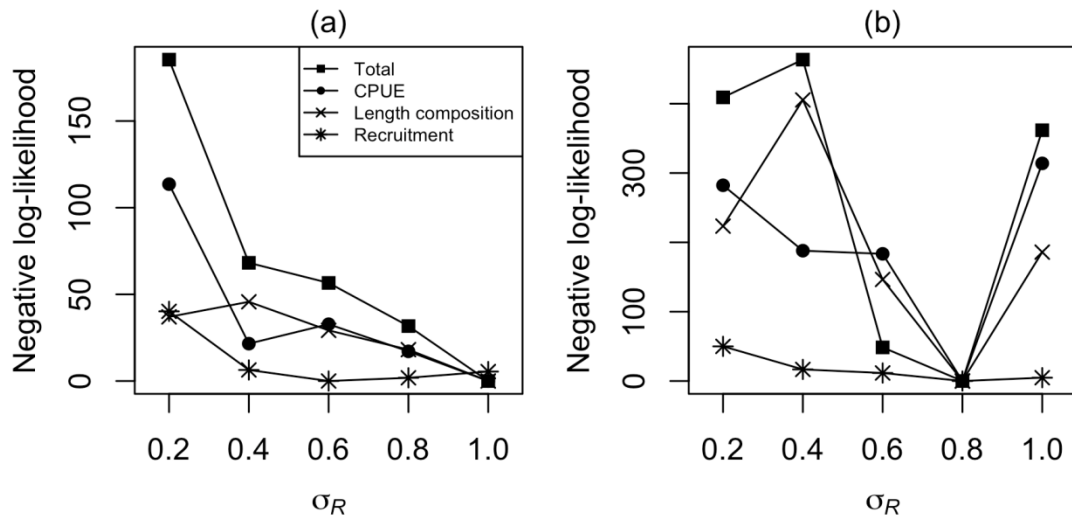 (a)
Negative log-likelihood
150
100
50
0
Total
CPUE
Length composition
Recruitment
0.2 0.4 0.6 0.8 1.0
σR
(b)
Negative log-likelihood
300
100
0
0.2 0.4 0.6 0.8 1.0
σR